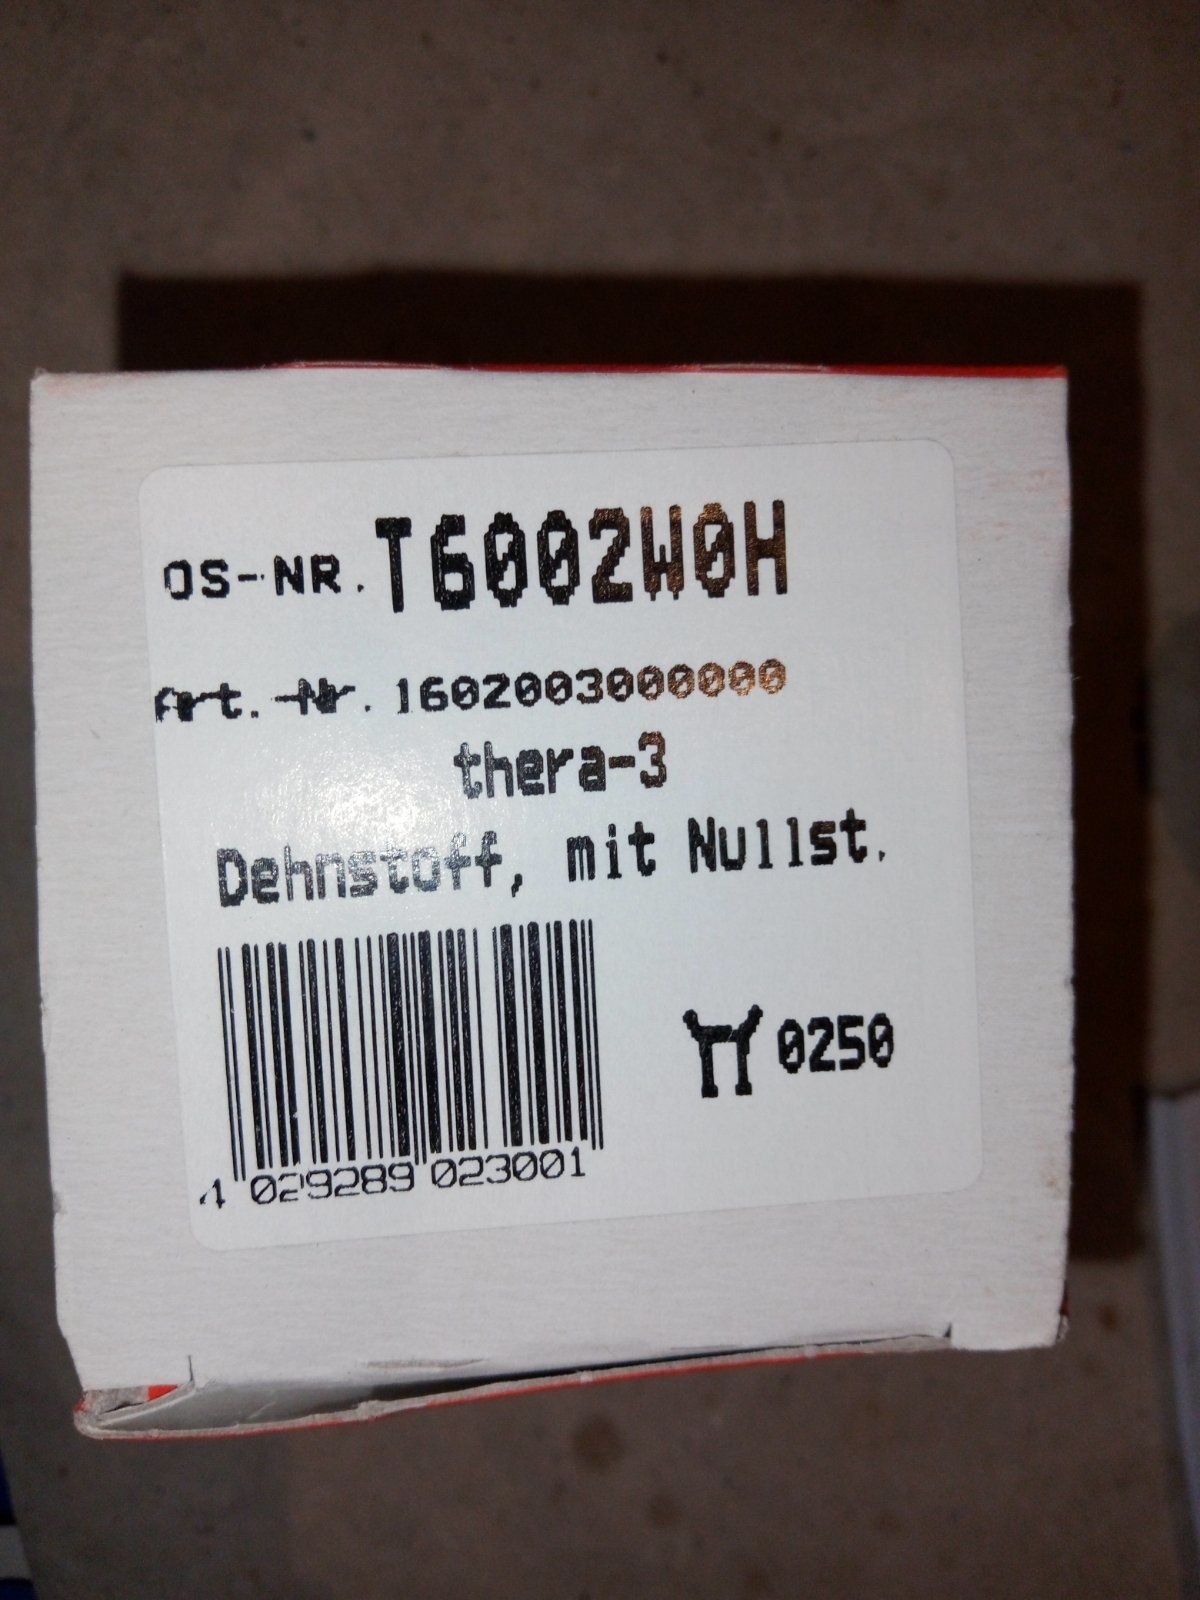 OS-NR. T6002W0H
Art.-Nr. 1602003000000
thera-3
Dehnstoff, mit Nullst.
0250
4 029289 023001